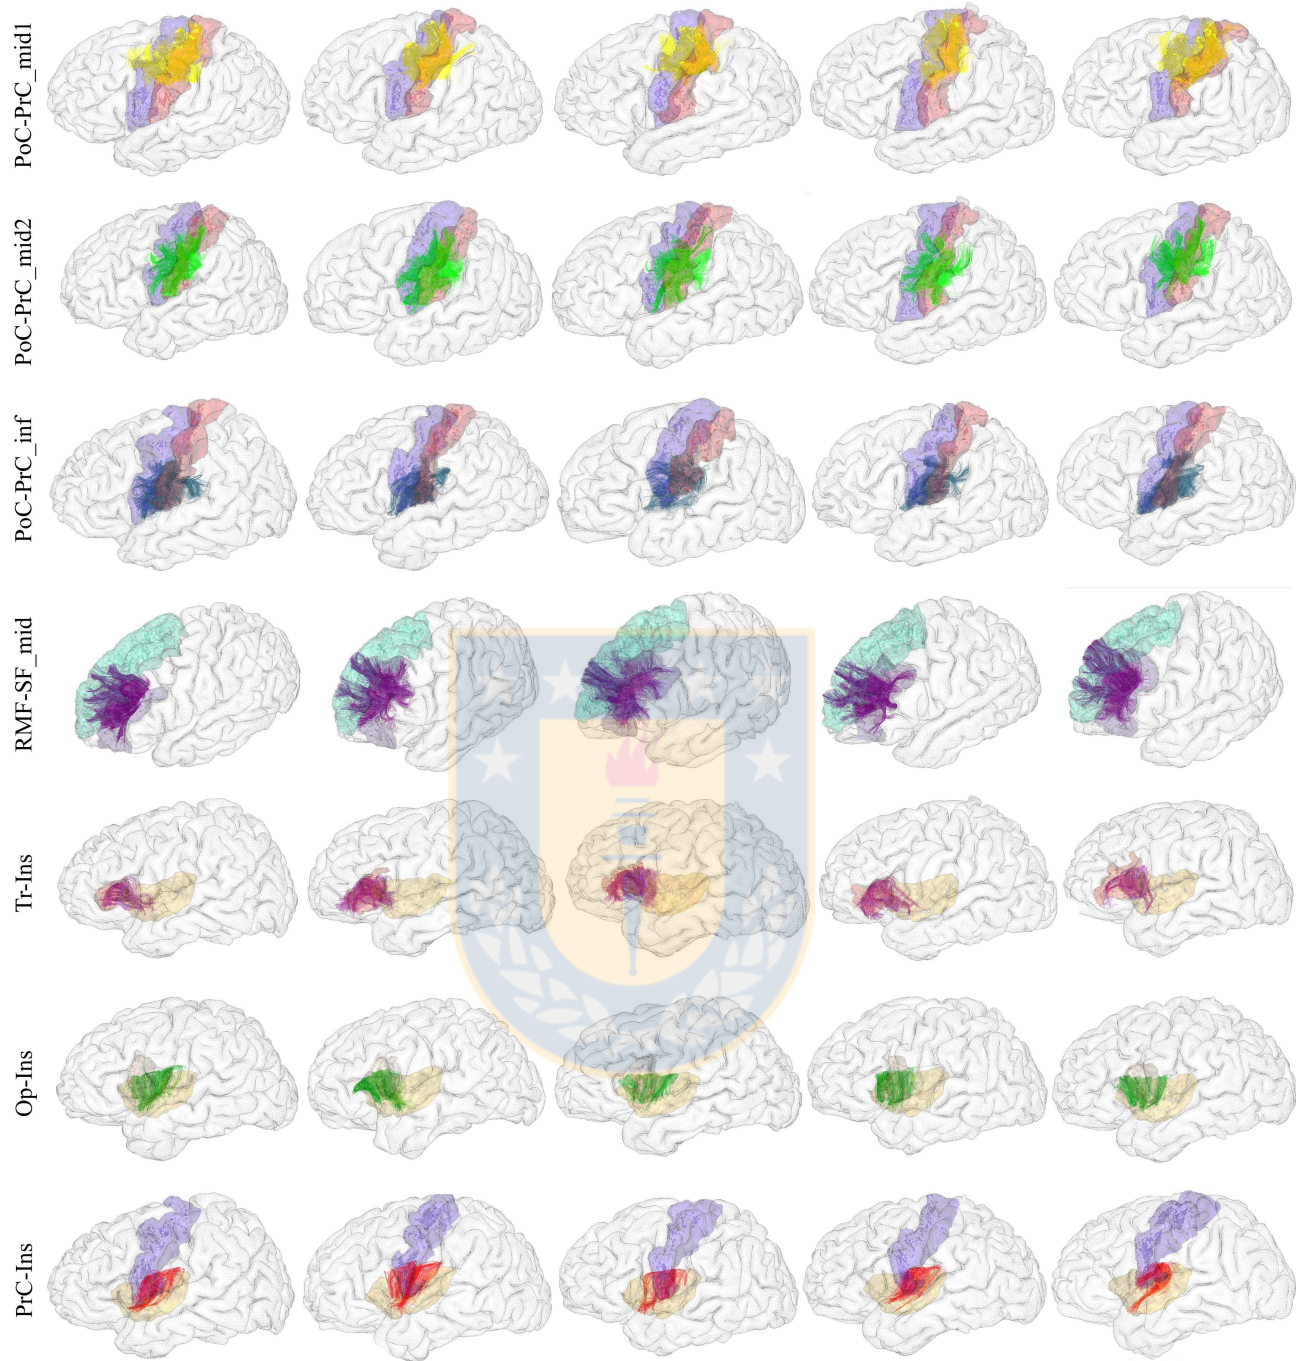 PoC-PrC_mid1
PoC-PrC_mid2
PoC-PrC_inf
RMF-SF_mid
Tr-Ins
Op-Ins
PrC-Ins